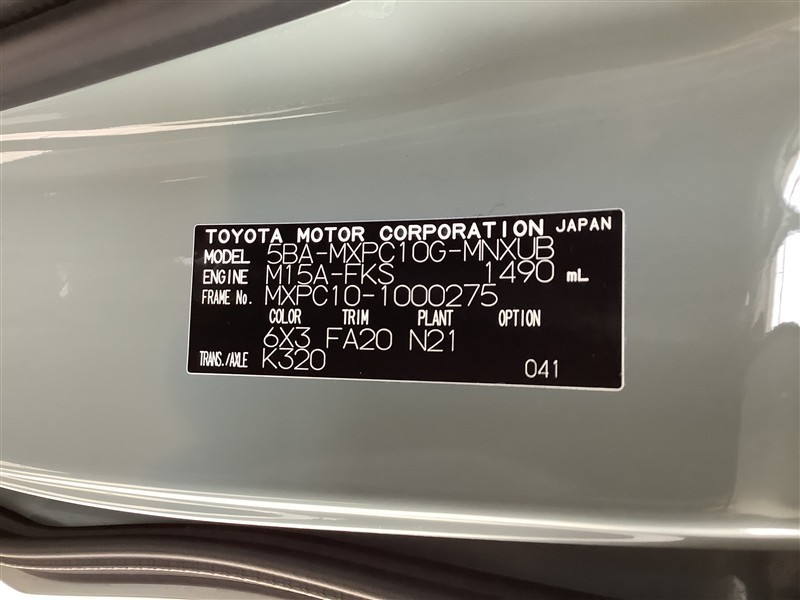 TOYOTA MOTOR CORPORATION JAPAN
MODEL 5BA-MXPC10G-MNXUB
ENGINE M15A-FKS 1490 mL
FRAME No. MXPC10-1000275
COLOR TRIM PLANT OPTION
6X3 FA20 N21
TRANS./AXLE K320 041